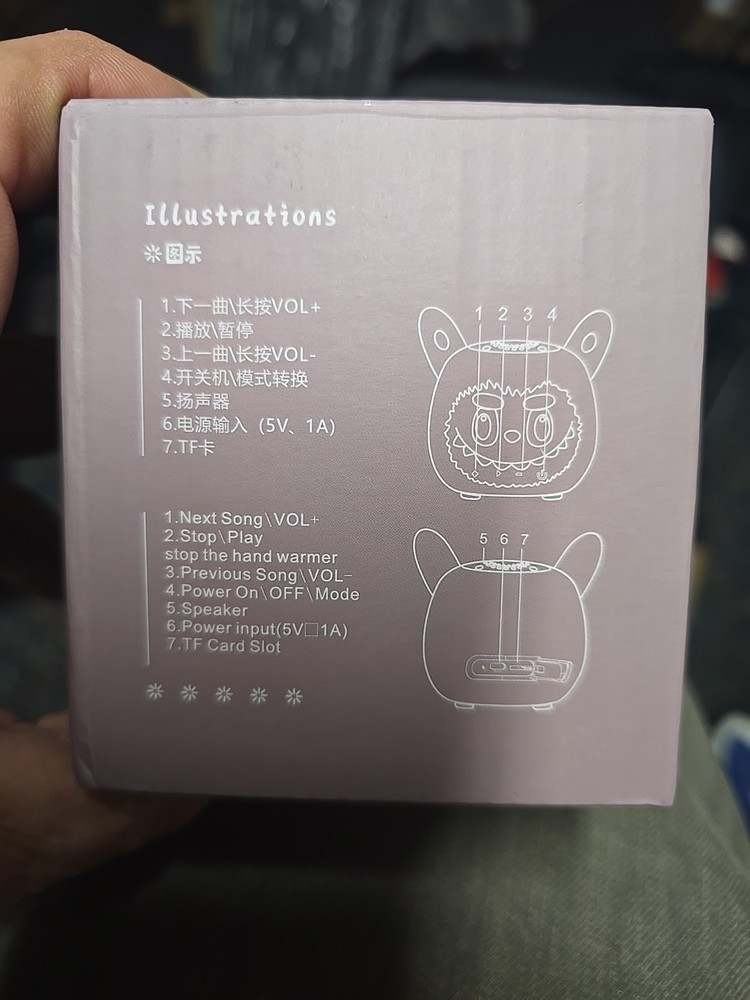 Illustrations
图示
1.下一曲\长按VOL+
2.播放\暂停
3.上一曲\长按VOL-
4.开关机\模式转换
5.扬声器
6.电源输入（5V、1A)
7.TF卡
1 2 3 4
1.Next Song\VOL+
2.Stop\Play
stop the hand warmer
3.Previous Song\VOL-
4.Power On\OFF\Mode
5.Speaker
6.Power input(5V□1A)
7.TF Card Slot
5 6 7